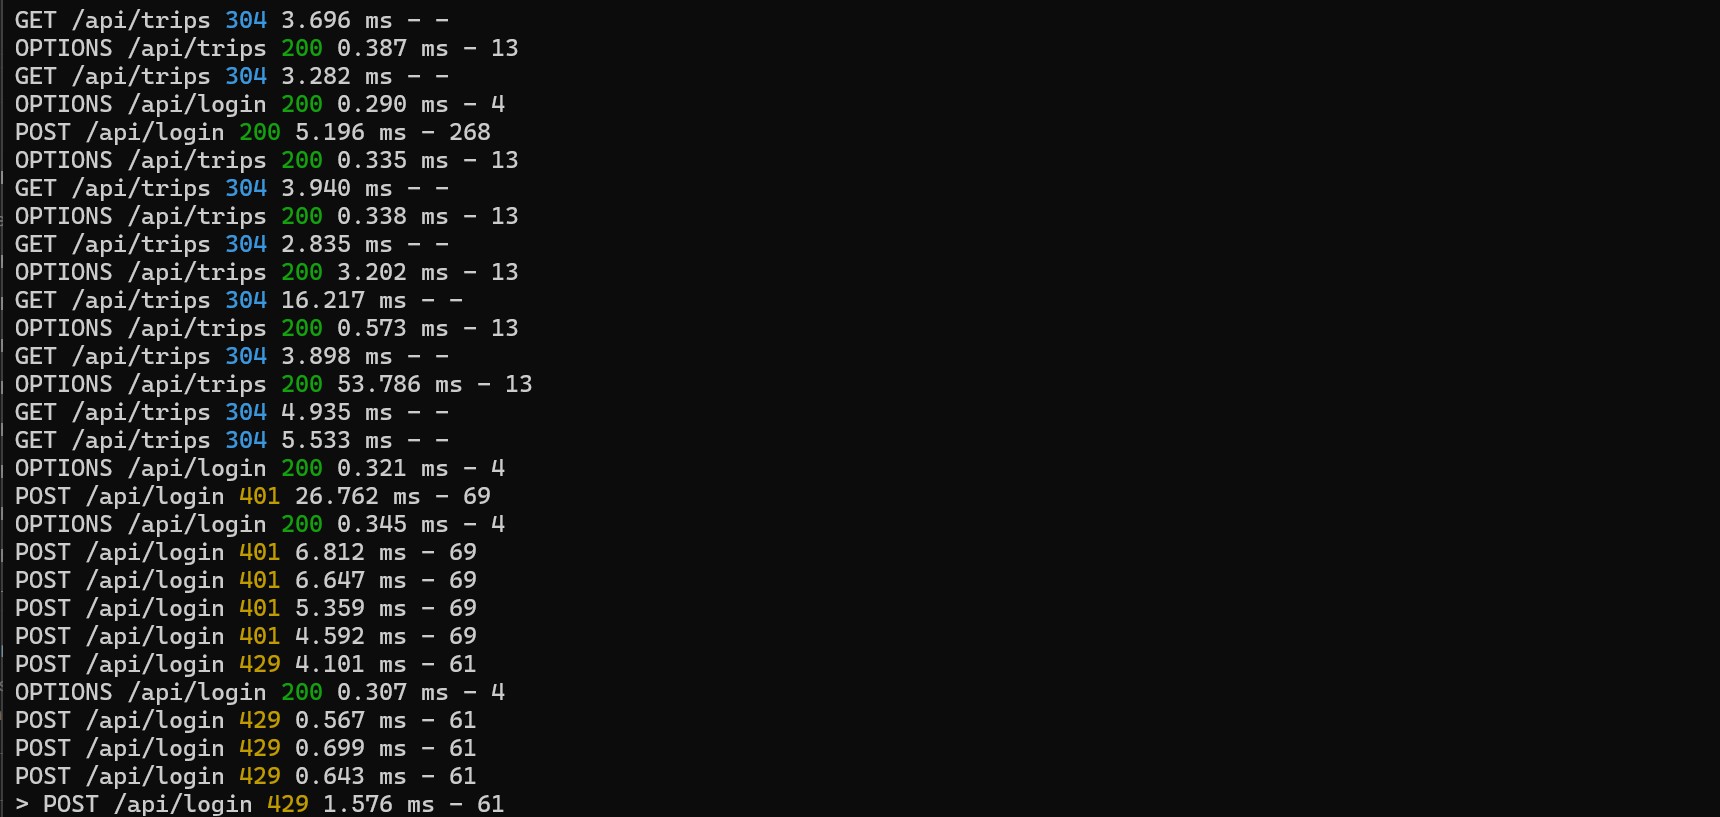 GET /api/trips 304 3.696 ms - -
OPTIONS /api/trips 200 0.387 ms - 13
GET /api/trips 304 3.282 ms - -
OPTIONS /api/login 200 0.290 ms - 4
POST /api/login 200 5.196 ms - 268
OPTIONS /api/trips 200 0.335 ms - 13
GET /api/trips 304 3.940 ms - -
OPTIONS /api/trips 200 0.338 ms - 13
GET /api/trips 304 2.835 ms - -
OPTIONS /api/trips 200 3.202 ms - 13
GET /api/trips 304 16.217 ms - -
OPTIONS /api/trips 200 0.573 ms - 13
GET /api/trips 304 3.898 ms - -
OPTIONS /api/trips 200 53.786 ms - 13
GET /api/trips 304 4.935 ms - -
GET /api/trips 304 5.533 ms - -
OPTIONS /api/login 200 0.321 ms - 4
POST /api/login 401 26.762 ms - 69
OPTIONS /api/login 200 0.345 ms - 4
POST /api/login 401 6.812 ms - 69
POST /api/login 401 6.647 ms - 69
POST /api/login 401 5.359 ms - 69
POST /api/login 401 4.592 ms - 69
POST /api/login 429 4.101 ms - 61
OPTIONS /api/login 200 0.307 ms - 4
POST /api/login 429 0.567 ms - 61
POST /api/login 429 0.699 ms - 61
POST /api/login 429 0.643 ms - 61
> POST /api/login 429 1.576 ms - 61